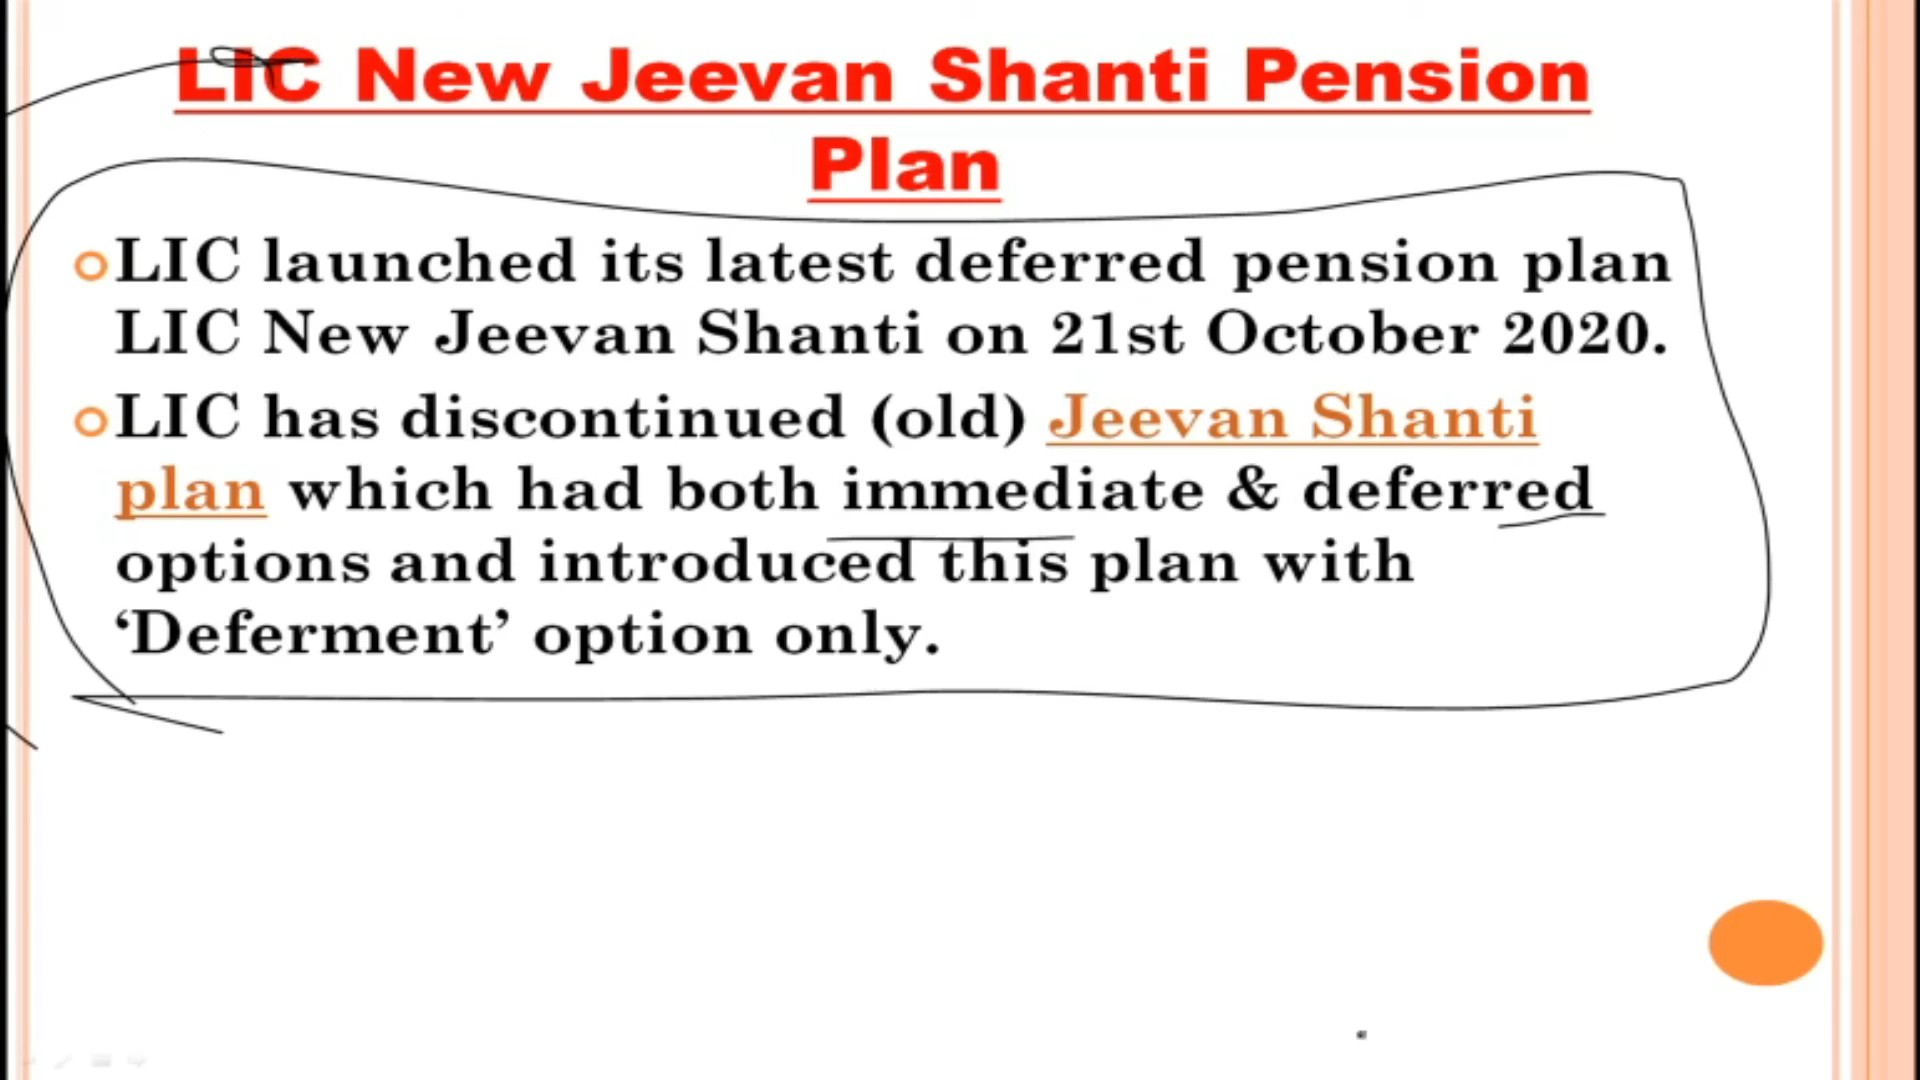 LIC New Jeevan Shanti Pension
Plan
LIC launched its latest deferred pension plan
LIC New Jeevan Shanti on 21st October 2020.
LIC has discontinued (old) Jeevan Shanti
plan which had both immediate & deferred
options and introduced this plan with
‘Deferment’ option only.